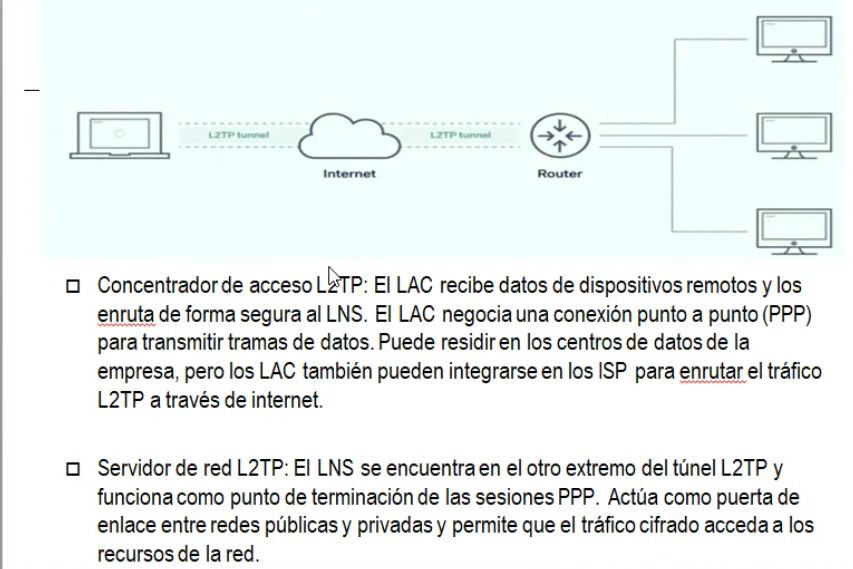 L2TP tunnel
L2TP tunnel
Internet
Router
Concentrador de acceso L2TP: El LAC recibe datos de dispositivos remotos y los
enruta de forma segura al LNS. El LAC negocia una conexión punto a punto (PPP)
para transmitir tramas de datos. Puede residir en los centros de datos de la
empresa, pero los LAC también pueden integrarse en los ISP para enrutar el tráfico
L2TP a través de internet.
Servidor de red L2TP: El LNS se encuentra en el otro extremo del túnel L2TP y
funciona como punto de terminación de las sesiones PPP. Actúa como puerta de
enlace entre redes públicas y privadas y permite que el tráfico cifrado acceda a los
recursos de la red.